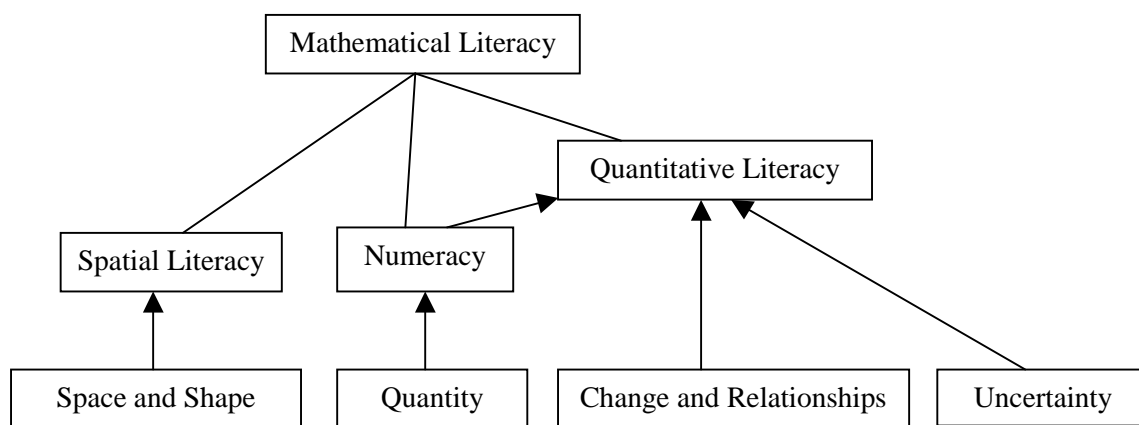 Mathematical Literacy
Quantitative Literacy
Spatial Literacy
Numeracy
Space and Shape
Quantity
Change and Relationships
Uncertainty